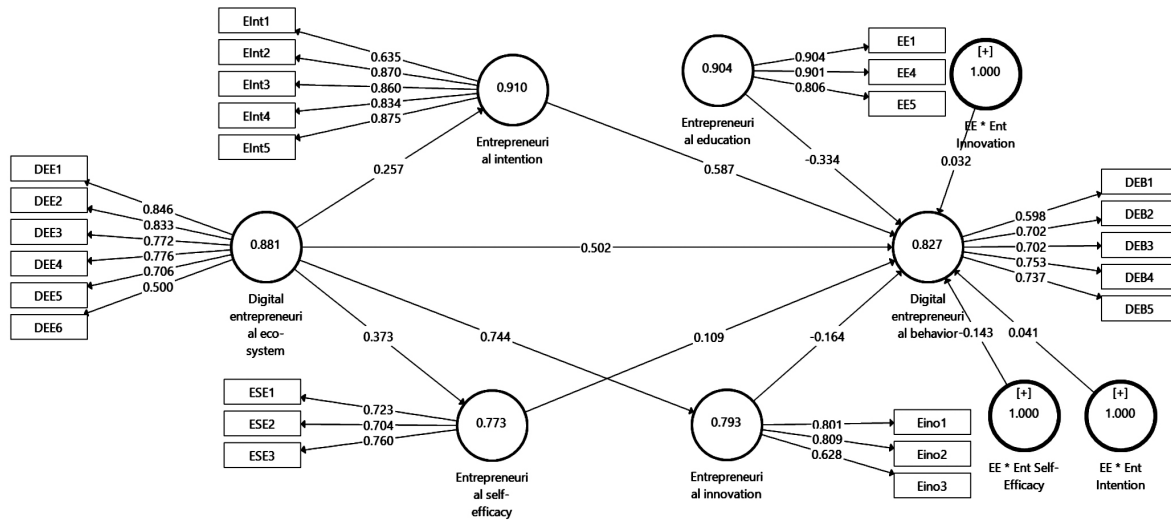 EInt1
EInt2
EInt3
EInt4
EInt5
0.635
0.870
0.860
0.834
0.875
0.910
Entrepreneuri
al intention
0.904
Entrepreneuri
al education
0.904
0.901
0.806
EE1
EE4
EE5
[+]
1.000
EE * Ent
Innovation
0.257
0.587
-0.334
0.032
DEE1
DEE2
DEE3
DEE4
DEE5
DEE6
0.846
0.833
0.772
0.776
0.706
0.500
0.881
Digital
entrepreneuri
al eco-
system
0.502
0.827
Digital
entrepreneuri
al behavior
0.598
0.702
0.702
0.753
0.737
DEB1
DEB2
DEB3
DEB4
DEB5
0.373
0.744
0.109
-0.164
-0.143
0.041
ESE1
ESE2
ESE3
0.723
0.704
0.760
0.773
Entrepreneuri
al self-
efficacy
0.793
Entrepreneuri
al innovation
0.801
0.809
0.628
Eino1
Eino2
Eino3
[+]
1.000
EE * Ent Self-
Efficacy
[+]
1.000
EE * Ent
Intention